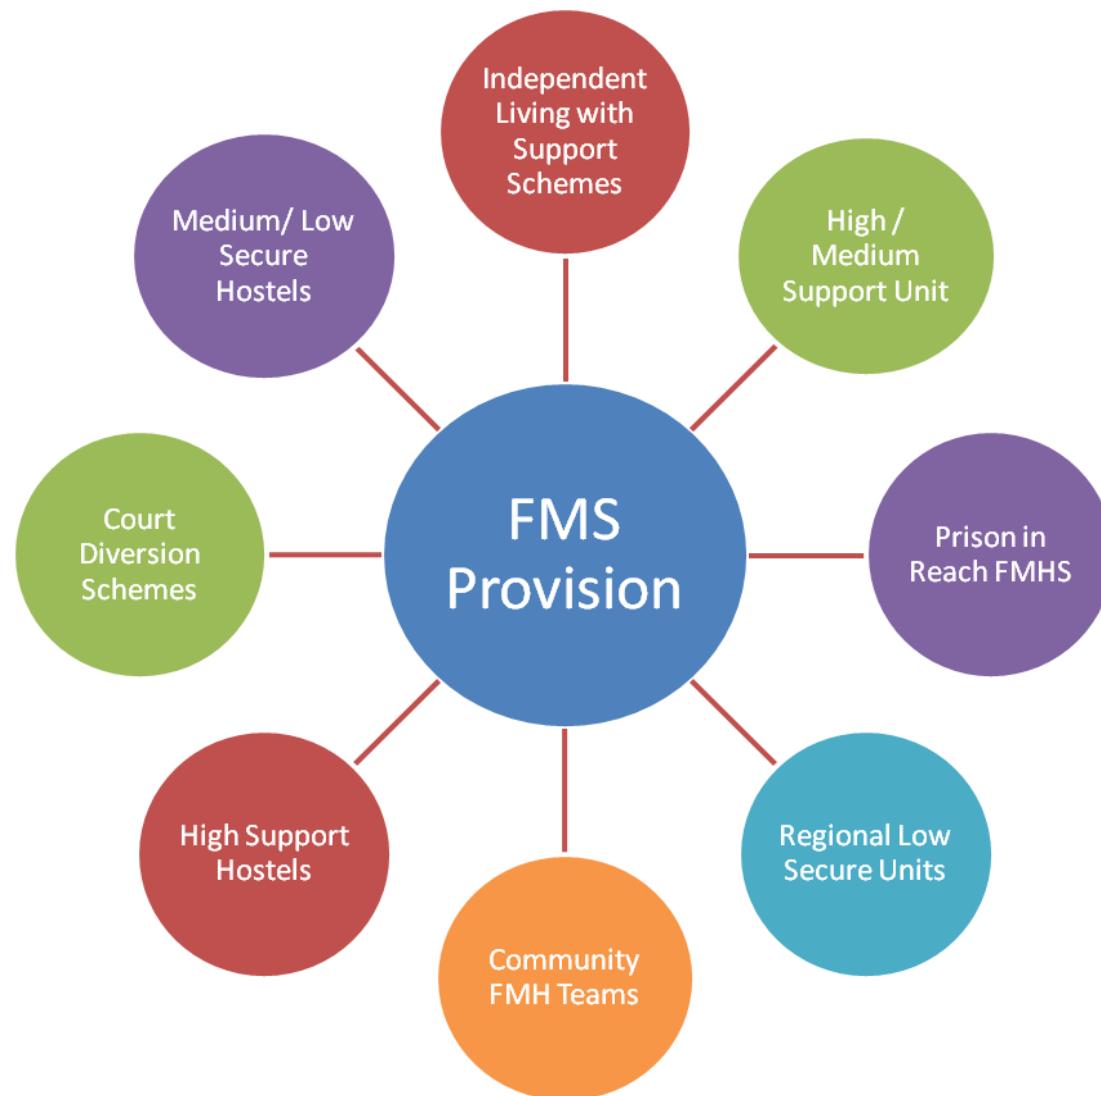 Independent
Living with
Support
Schemes
High /
Medium
Support Unit
Prison in
Reach FMHS
Regional Low
Secure Units
Community
FMH Teams
High Support
Hostels
Court
Diversion
Schemes
Medium/ Low
Secure
Hostels
FMS
Provision